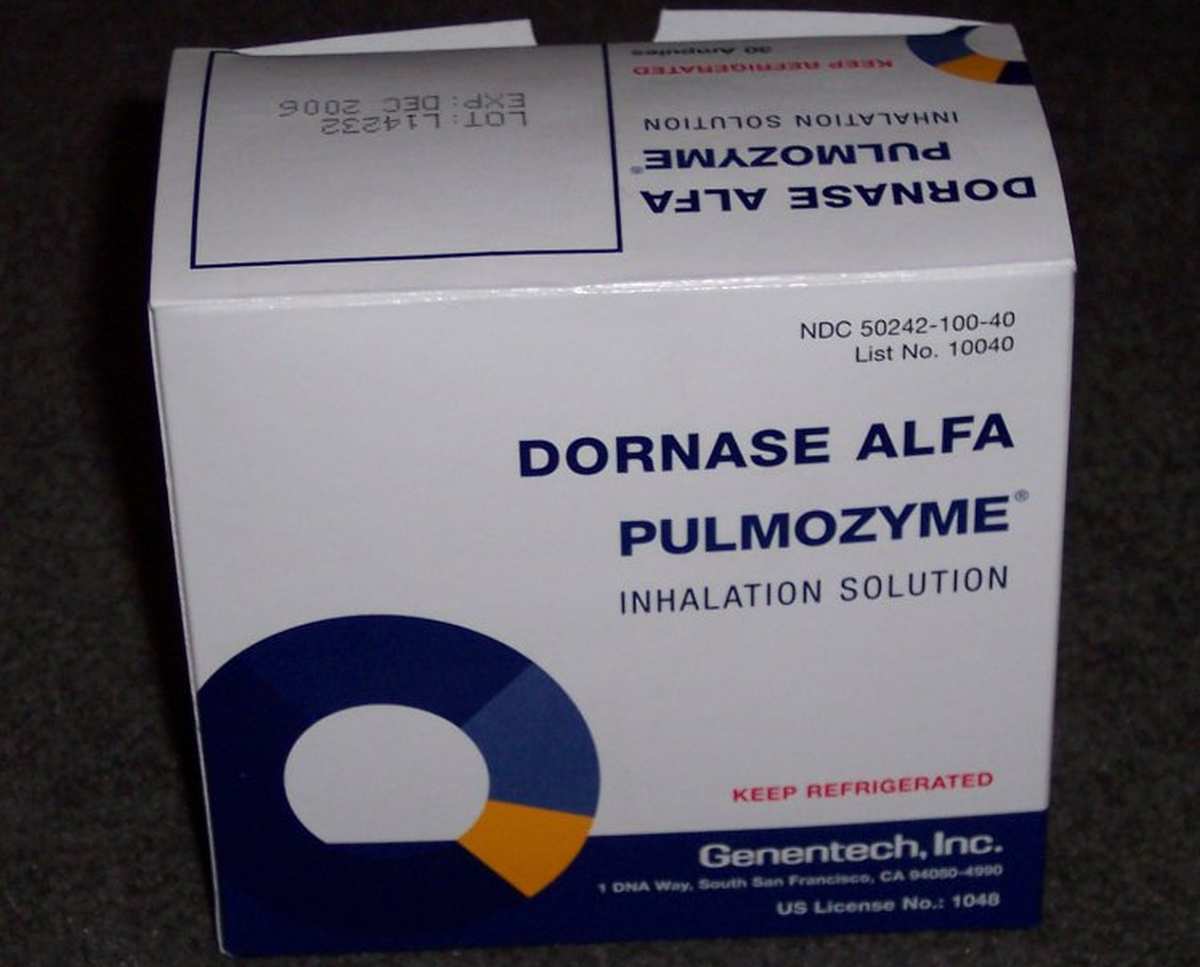 30 Ampules
KEEP REFRIGERATED
INHALATION SOLUTION
PULMOZYME®
DORNASE ALFA
LOT: L14232
EXP: DEC 2006
NDC 50242-100-40
List No. 10040
DORNASE ALFA
PULMOZYME®
INHALATION SOLUTION
KEEP REFRIGERATED
Genentech, Inc.
1 DNA Way, South San Francisco, CA 94080-4990
US License No.: 1048